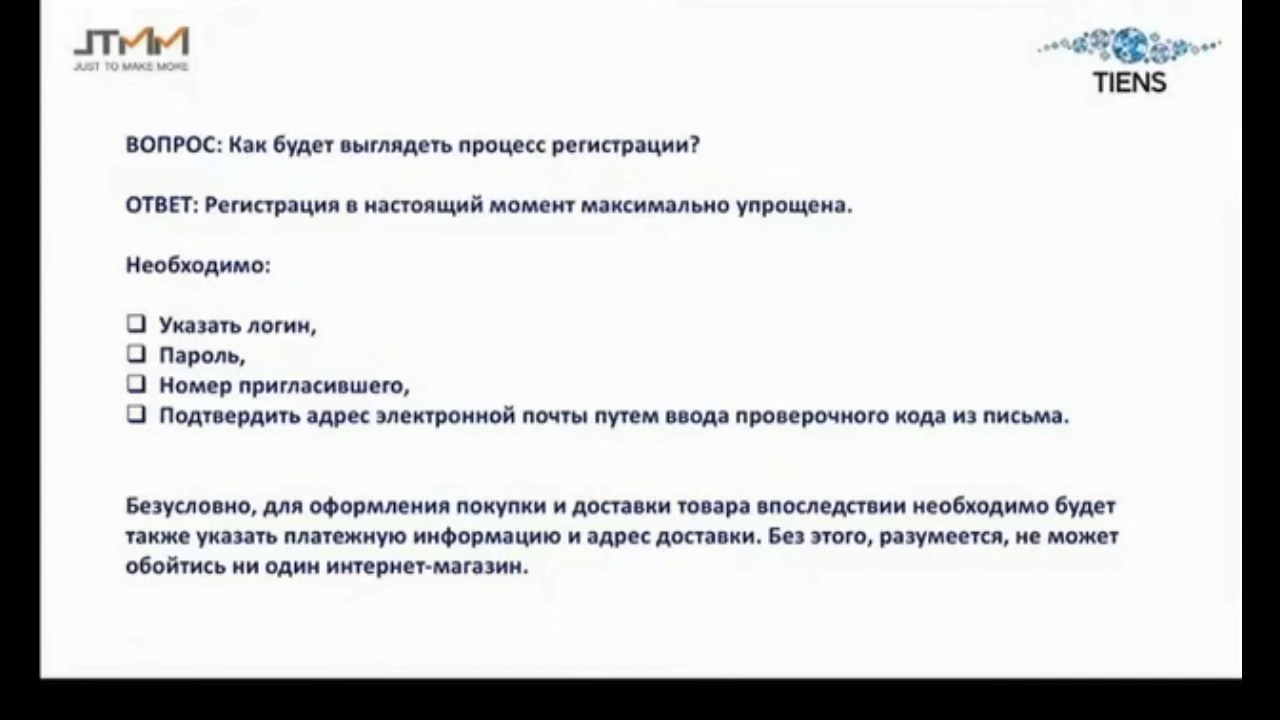 JTMM
JUST TO MAKE MORE
TIENS
ВОПРОС: Как будет выглядеть процесс регистрации?
ОТВЕТ: Регистрация в настоящий момент максимально упрощена.
Необходимо:
Указать логин,
Пароль,
Номер пригласившего,
Подтвердить адрес электронной почты путем ввода проверочного кода из письма.
Безусловно, для оформления покупки и доставки товара впоследствии необходимо будет
также указать платежную информацию и адрес доставки. Без этого, разумеется, не может
обойтись ни один интернет-магазин.